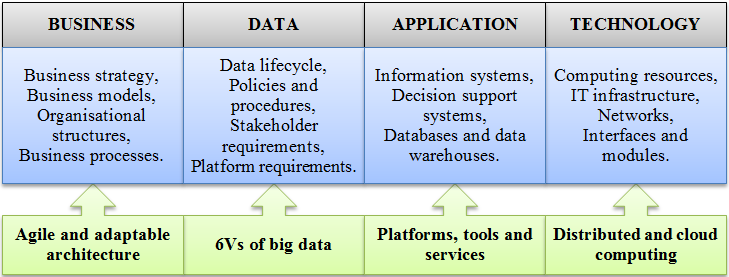 BUSINESS
DATA
APPLICATION
TECHNOLOGY
Business strategy,
Business models,
Organisational
structures,
Business processes.
Data lifecycle,
Policies and
procedures,
Stakeholder
requirements,
Platform requirements.
Information systems,
Decision support
systems,
Databases and data
warehouses.
Computing resources,
IT infrastructure,
Networks,
Interfaces and
modules.
Agile and adaptable
architecture
6Vs of big data
Platforms, tools and
services
Distributed and cloud
computing